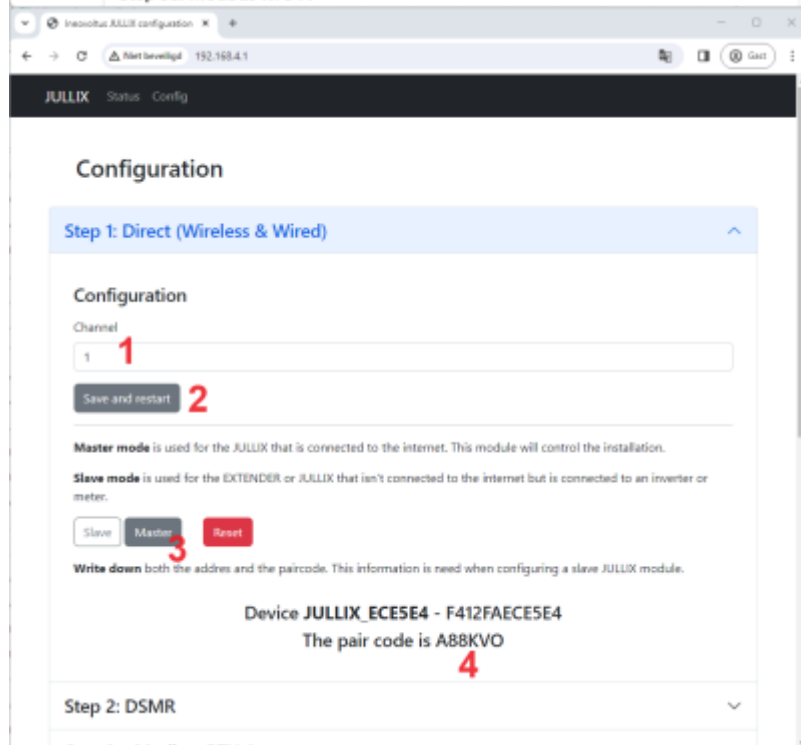 Innovoltus JULLIX configuration
Niet beveiligd 192.168.4.1
Gast
JULLIX Status Config
Configuration
Step 1: Direct (Wireless & Wired)
Configuration
Channel
1 1
Save and restart 2
Master mode is used for the JULLIX that is connected to the internet. This module will control the installation.
Slave mode is used for the EXTENDER or JULLIX that isn't connected to the internet but is connected to an inverter or
meter.
Slave Master Reset
3
Write down both the addres and the paircode. This information is need when configuring a slave JULLIX module.
Device JULLIX_ECE5E4 - F412FAECE5E4
The pair code is A88KVO
4
Step 2: DSMR